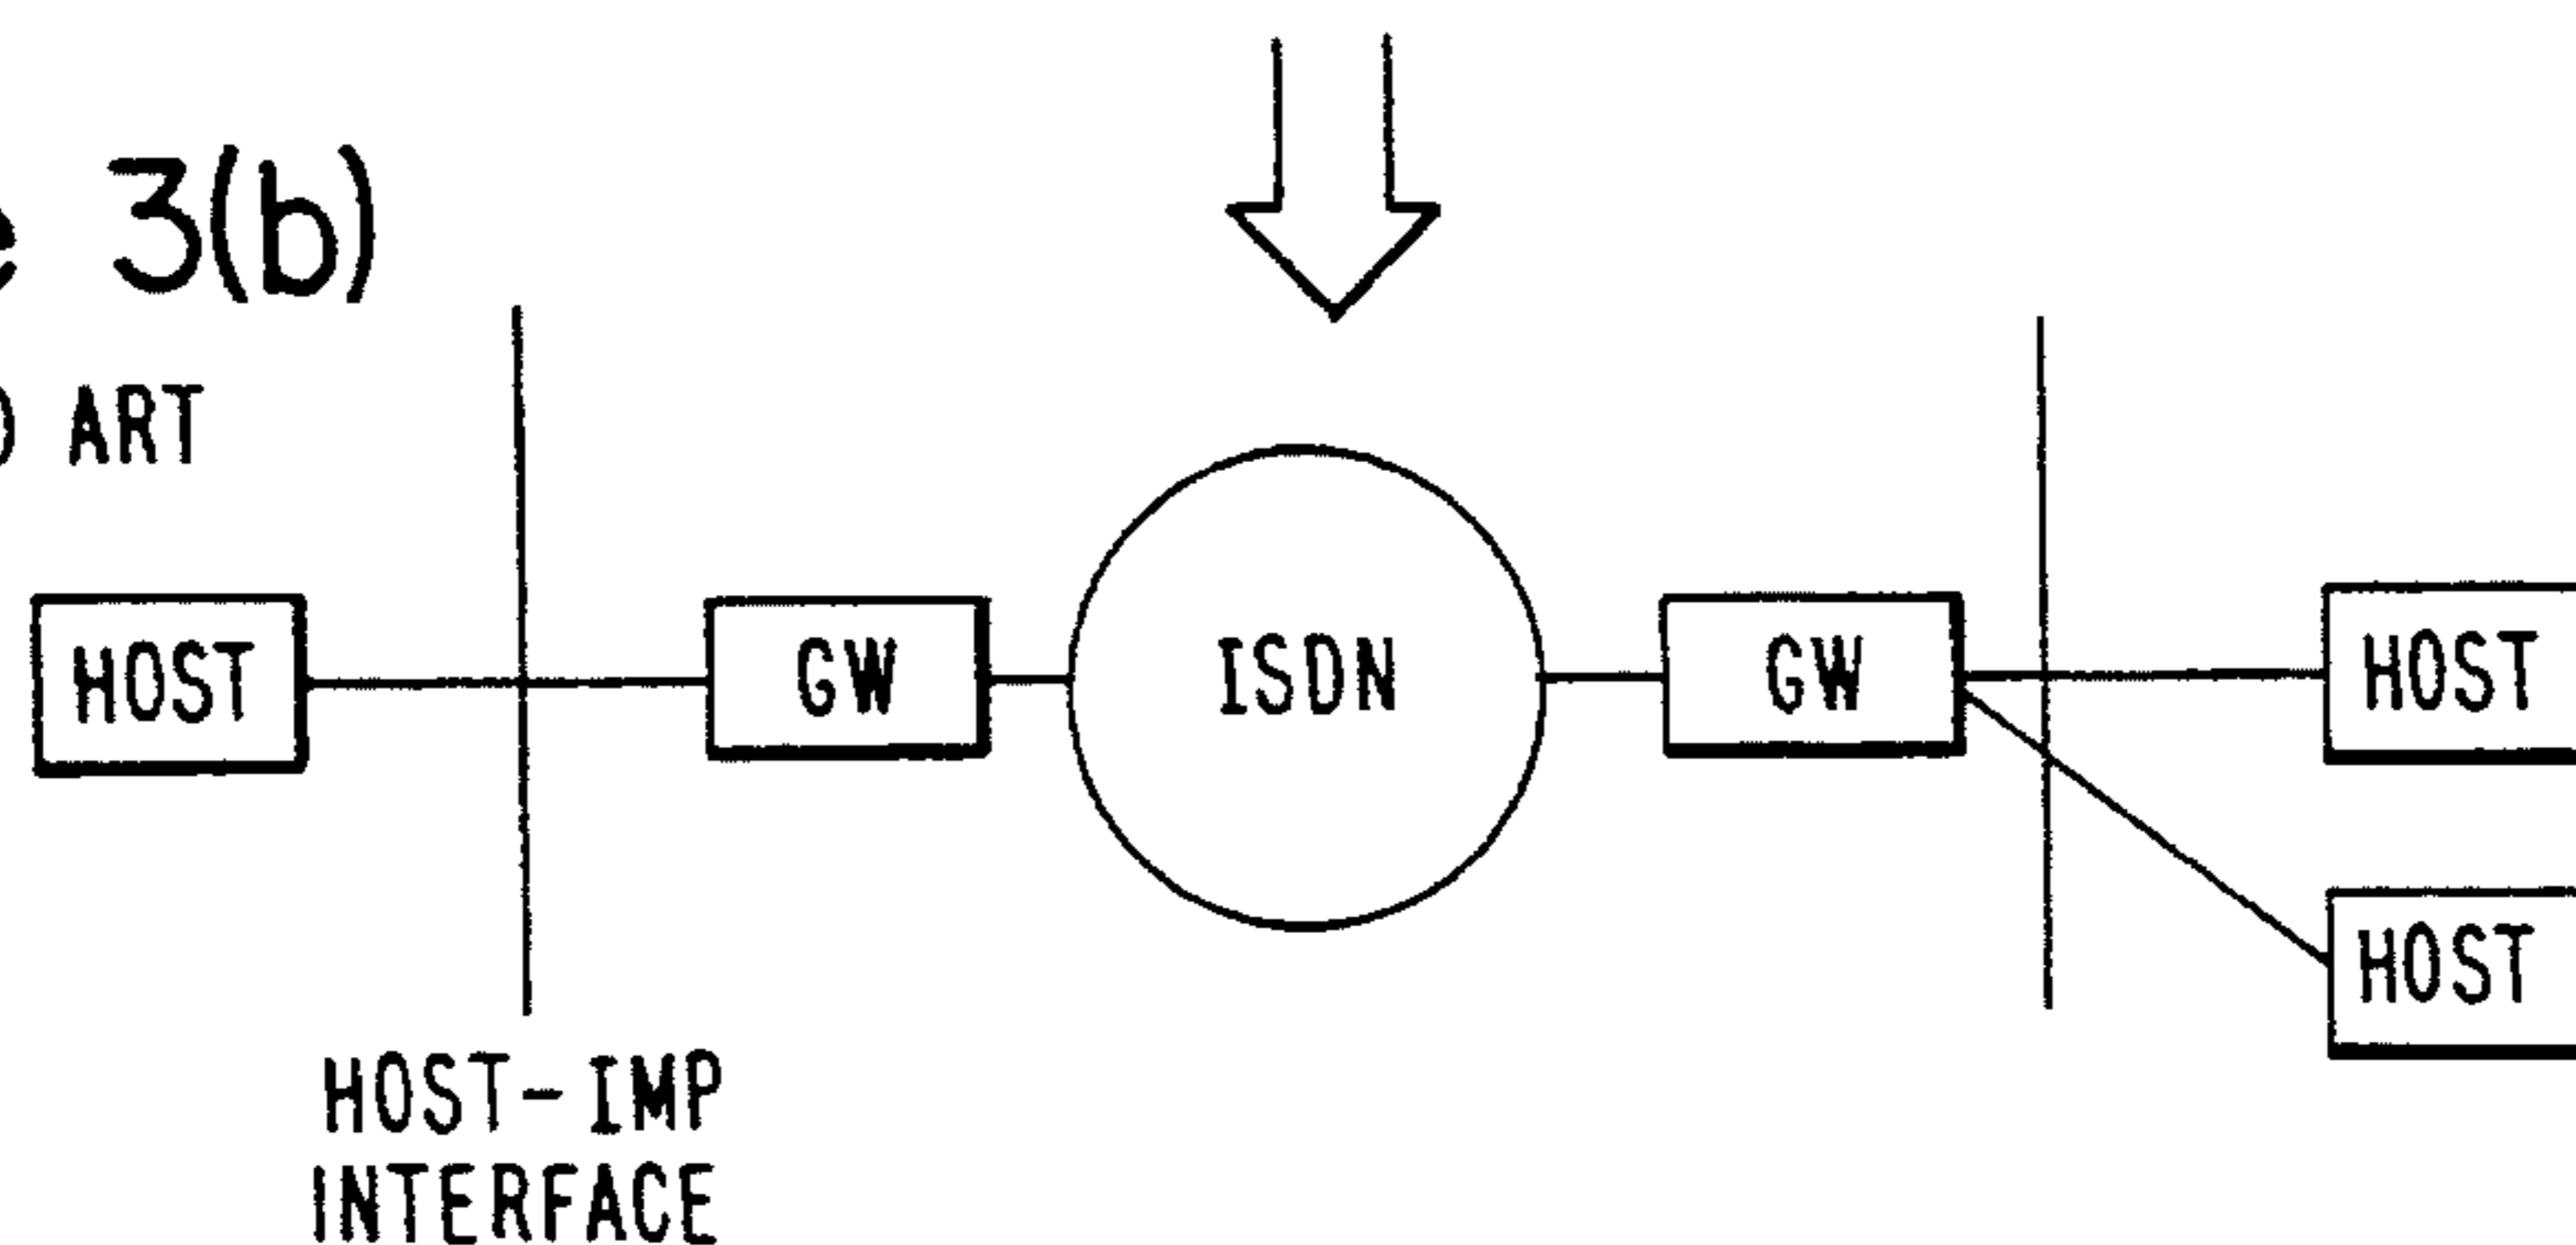 3(b)
ART
HOST GW ISDN GW HOST
HOST
HOST-IMP
INTERFACE